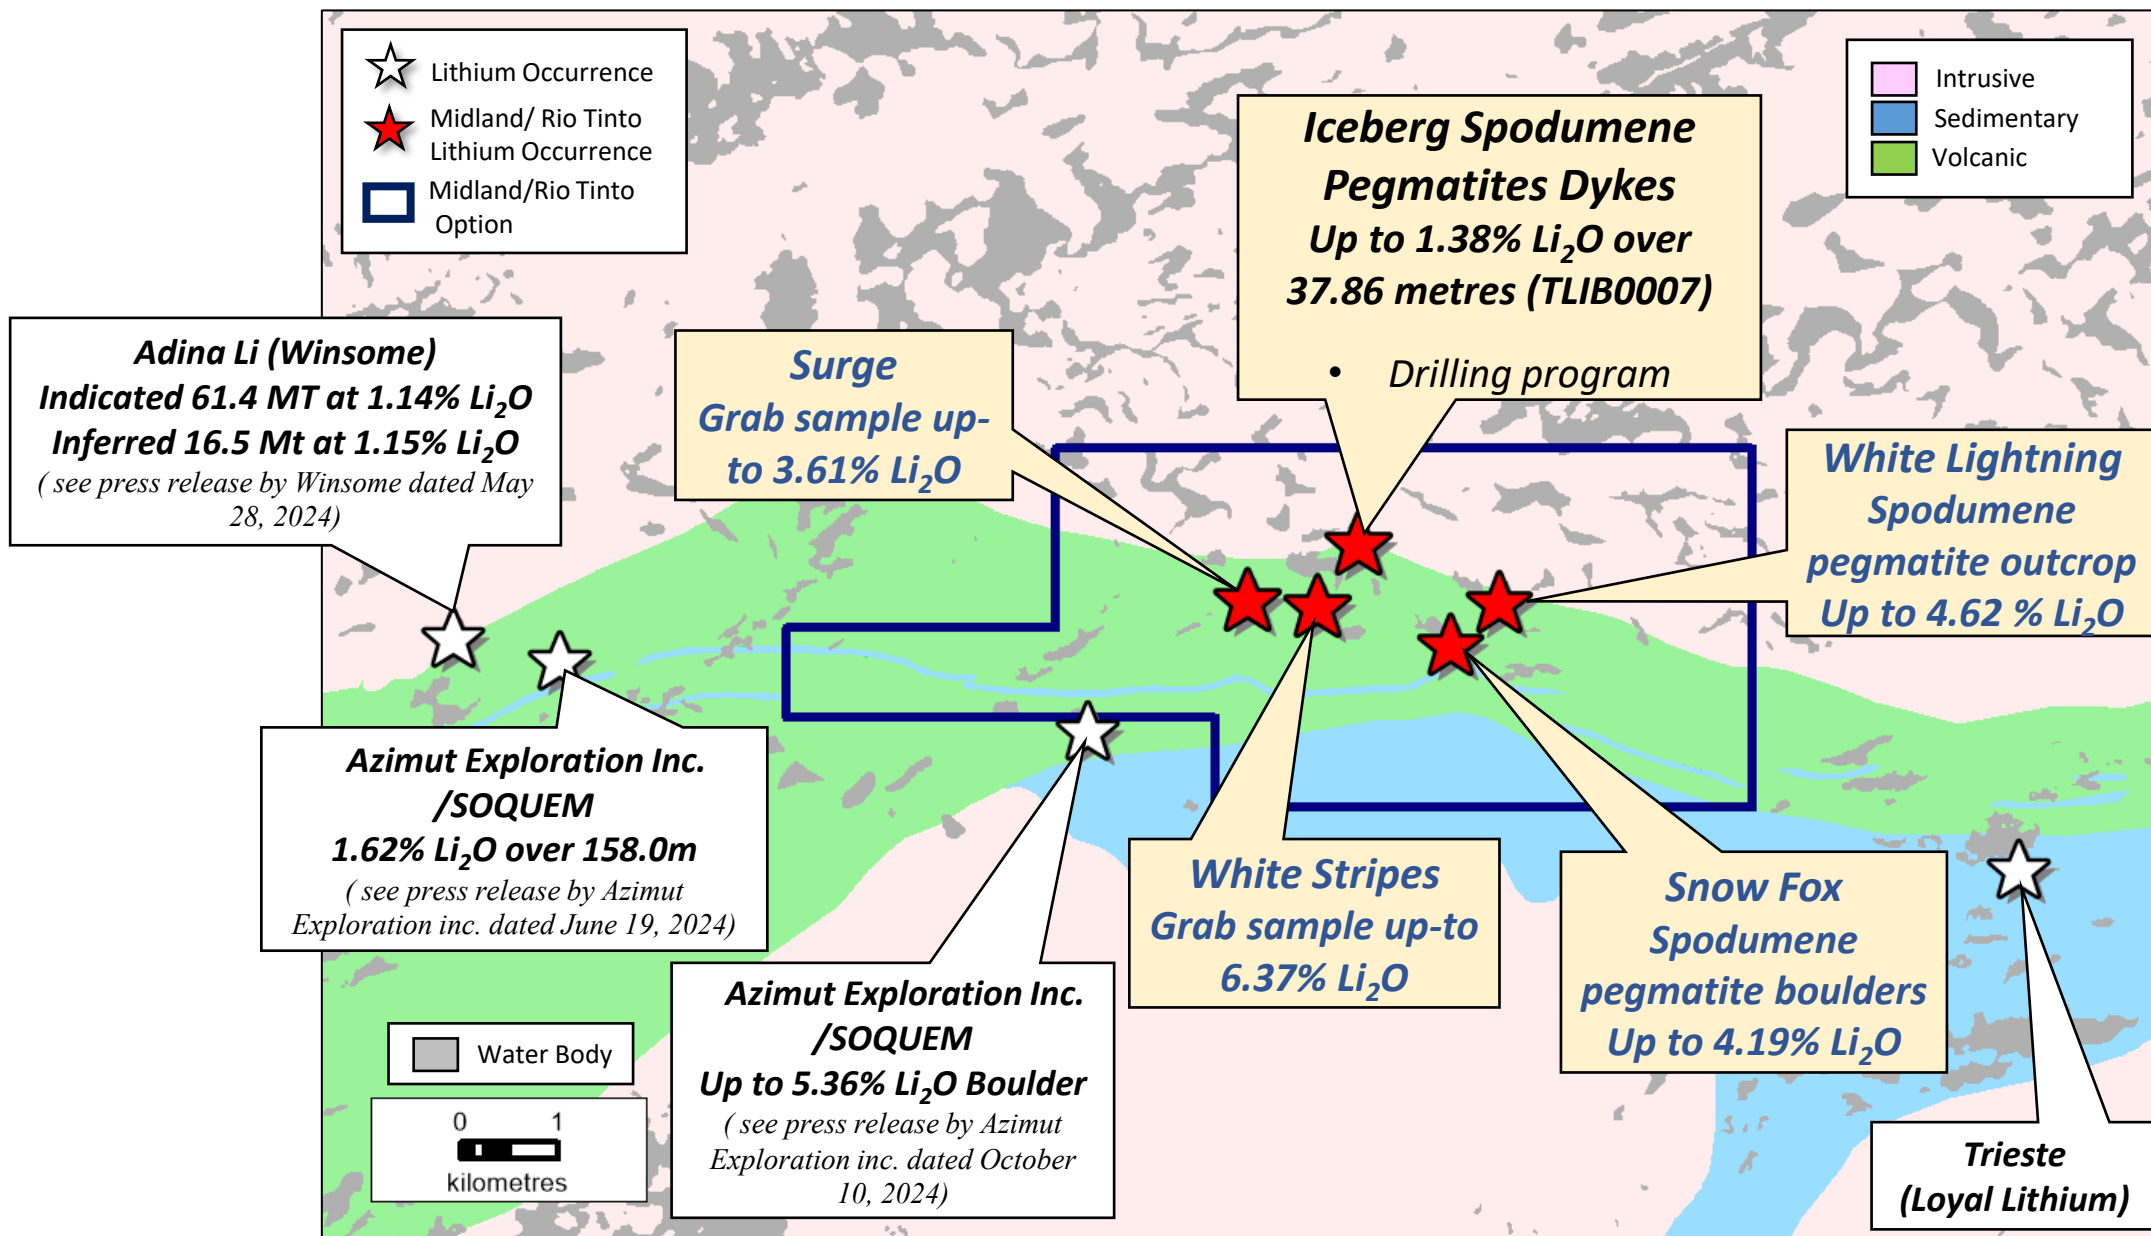 Lithium Occurrence
Midland/ Rio Tinto
Lithium Occurrence
Midland/Rio Tinto
Option
Intrusive
Sedimentary
Volcanic
Iceberg Spodumene
Pegmatites Dykes
Up to 1.38% Li₂O over
37.86 metres (TLIB0007)
• Drilling program
Adina Li (Winsome)
Indicated 61.4 MT at 1.14% Li₂O
Inferred 16.5 Mt at 1.15% Li₂O
( see press release by Winsome dated May
28, 2024)
Surge
Grab sample up-
to 3.61% Li₂O
White Lightning
Spodumene
pegmatite outcrop
Up to 4.62 % Li₂O
Azimut Exploration Inc.
/SOQUEM
1.62% Li₂O over 158.0m
( see press release by Azimut
Exploration inc. dated June 19, 2024)
White Stripes
Grab sample up-to
6.37% Li₂O
Snow Fox
Spodumene
pegmatite boulders
Up to 4.19% Li₂O
Azimut Exploration Inc.
/SOQUEM
Up to 5.36% Li₂O Boulder
( see press release by Azimut
Exploration inc. dated October
10, 2024)
Water Body
0 1
kilometres
Trieste
(Loyal Lithium)